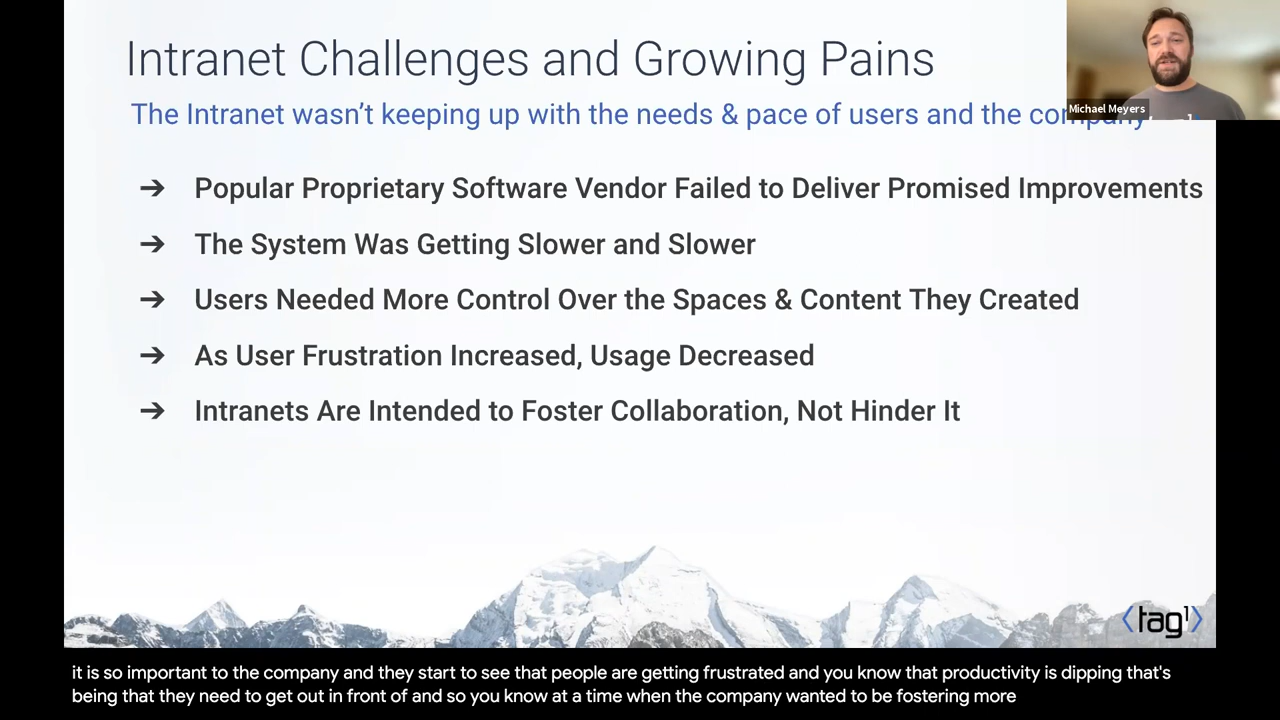 Intranet Challenges and Growing Pains
The Intranet wasn’t keeping up with the needs & pace of users and the company
Michael Meyers
➔ Popular Proprietary Software Vendor Failed to Deliver Promised Improvements
➔ The System Was Getting Slower and Slower
➔ Users Needed More Control Over the Spaces & Content They Created
➔ As User Frustration Increased, Usage Decreased
➔ Intranets Are Intended to Foster Collaboration, Not Hinder It
⟨tag1⟩
it is so important to the company and they start to see that people are getting frustrated and you know that productivity is dipping that's
being that they need to get out in front of and so you know at a time when the company wanted to be fostering more